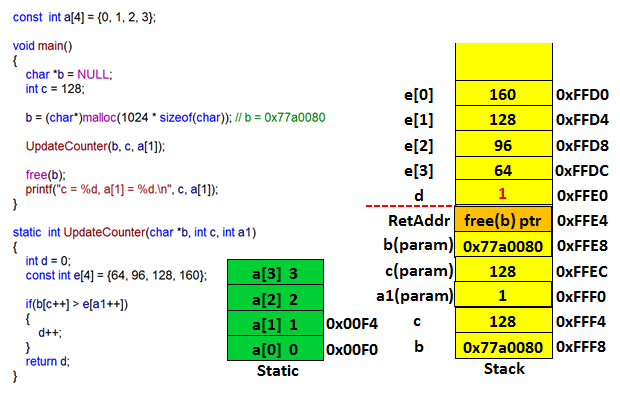 const int a[4] = {0, 1, 2, 3};
void main()
{
char *b = NULL;
int c = 128;
b = (char*)malloc(1024 * sizeof(char)); // b = 0x77a0080
UpdateCounter(b, c, a[1]);
free(b);
printf("c = %d, a[1] = %d.\n", c, a[1]);
}
static int UpdateCounter(char *b, int c, int a1)
{
int d = 0;
const int e[4] = {64, 96, 128, 160};
if(b[c++] > e[a1++])
{
d++;
}
return d;
}
a[3] 3
a[2] 2
a[1] 1 0x00F4
a[0] 0 0x00F0
Static
e[0] 160 0xFFD0
e[1] 128 0xFFD4
e[2] 96 0xFFD8
e[3] 64 0xFFDC
d 1 0xFFE0
RetAddr free(b) ptr 0xFFE4
b(param) 0x77a0080 0xFFE8
c(param) 128 0xFFEC
a1(param) 1 0xFFF0
c 128 0xFFF4
b 0x77a0080 0xFFF8
Stack